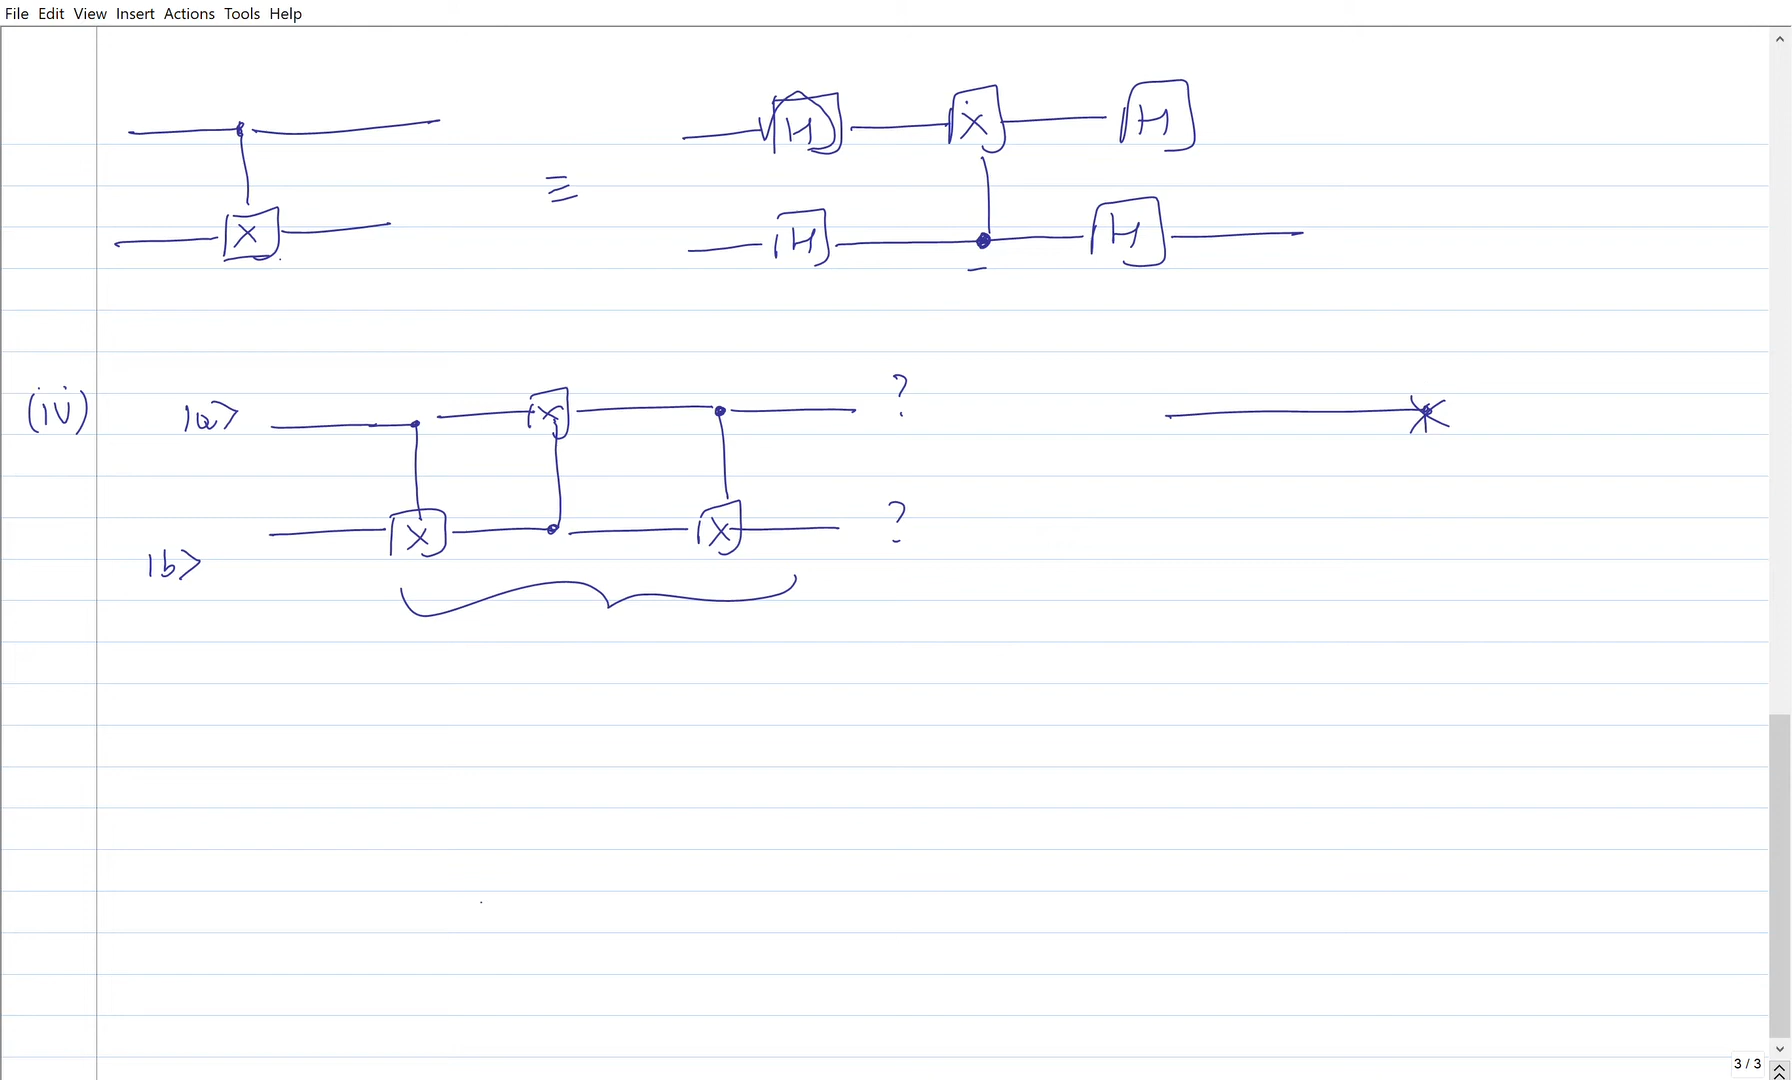 File Edit View Insert Actions Tools Help
H X H
X ≡
H H
(iv) |a> X ? 
X X ?
|b>
3 / 3